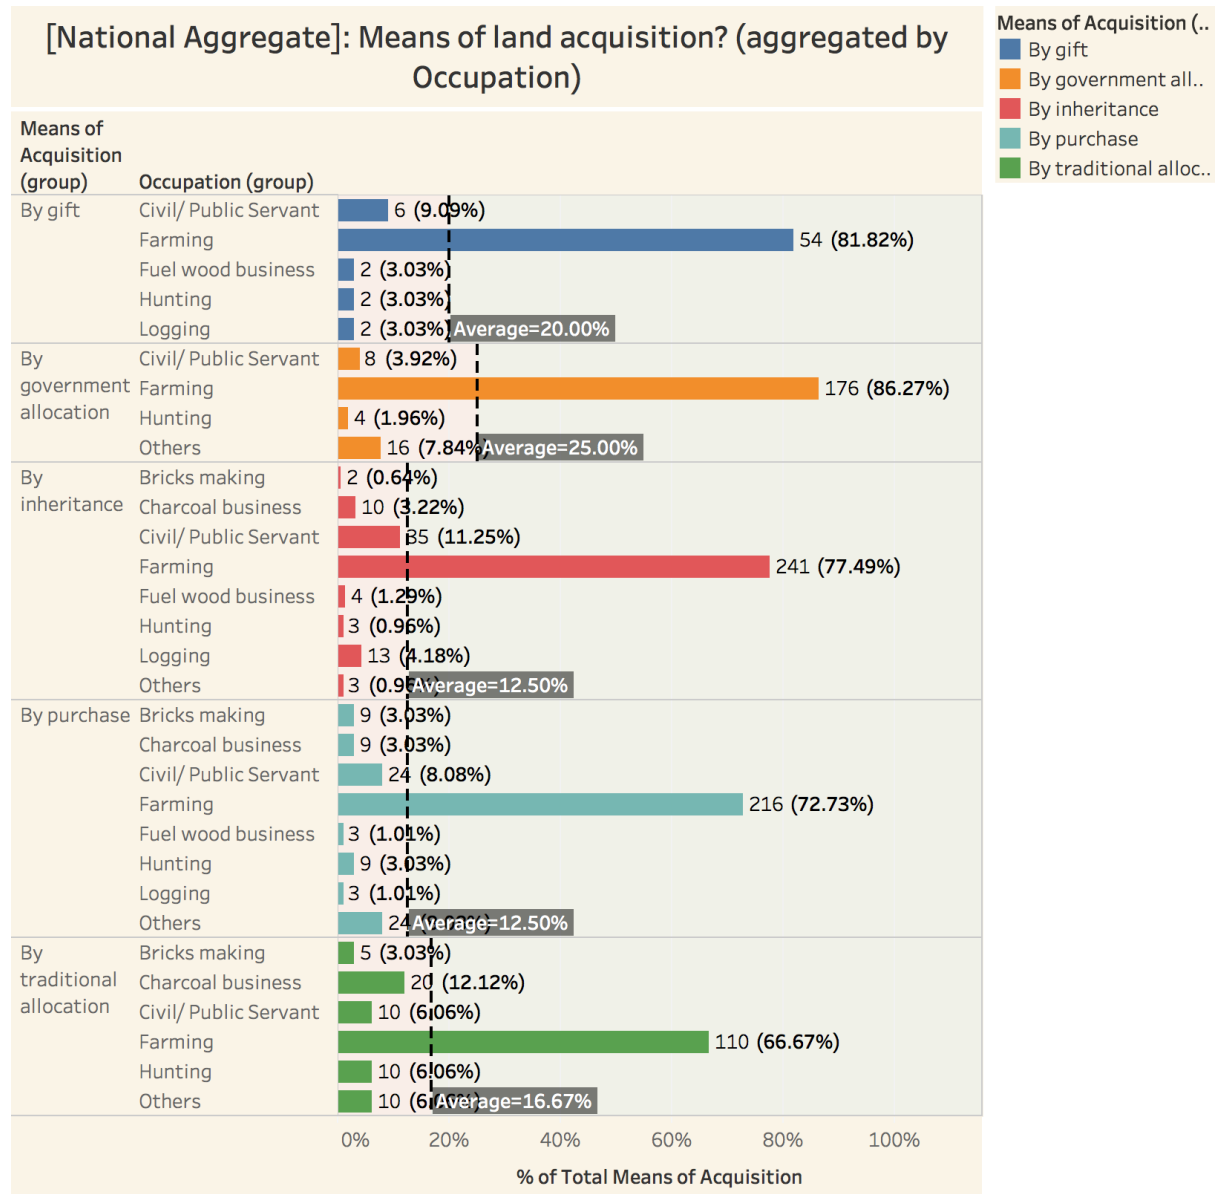 [National Aggregate]: Means of land acquisition? (aggregated by
Occupation)
Means of Acquisition (..
By gift
By government all..
By inheritance
By purchase
By traditional alloc..
Means of
Acquisition
(group) Occupation (group)
By gift Civil/ Public Servant 6 (9.09%)
Farming 54 (81.82%)
Fuel wood business 2 (3.03%)
Hunting 2 (3.03%)
Logging 2 (3.03%) Average=20.00%
By Civil/ Public Servant 8 (3.92%)
government Farming 176 (86.27%)
allocation Hunting 4 (1.96%)
Others 16 (7.84% Average=25.00%
By Bricks making 2 (0.64%)
inheritance Charcoal business 10 (3.22%)
Civil/ Public Servant 35 (11.25%)
Farming 241 (77.49%)
Fuel wood business 4 (1.29%)
Hunting 3 (0.96%)
Logging 13 (4.18%)
Others 3 Average=12.50%
By purchase Bricks making 9 (3.03%)
Charcoal business 9 (3.03%)
Civil/ Public Servant 24 (8.08%)
Farming 216 (72.73%)
Fuel wood business 3 (1.01%)
Hunting 9 (3.03%)
Logging 3 (1.01%)
Others 24 Average=12.50%
By Bricks making 5 (3.03%)
traditional Charcoal business 20 (12.12%)
allocation Civil/ Public Servant 10 (6.06%)
Farming 110 (66.67%)
Hunting 10 (6.06%)
Others 10 Average=16.67%
0% 20% 40% 60% 80% 100%
% of Total Means of Acquisition